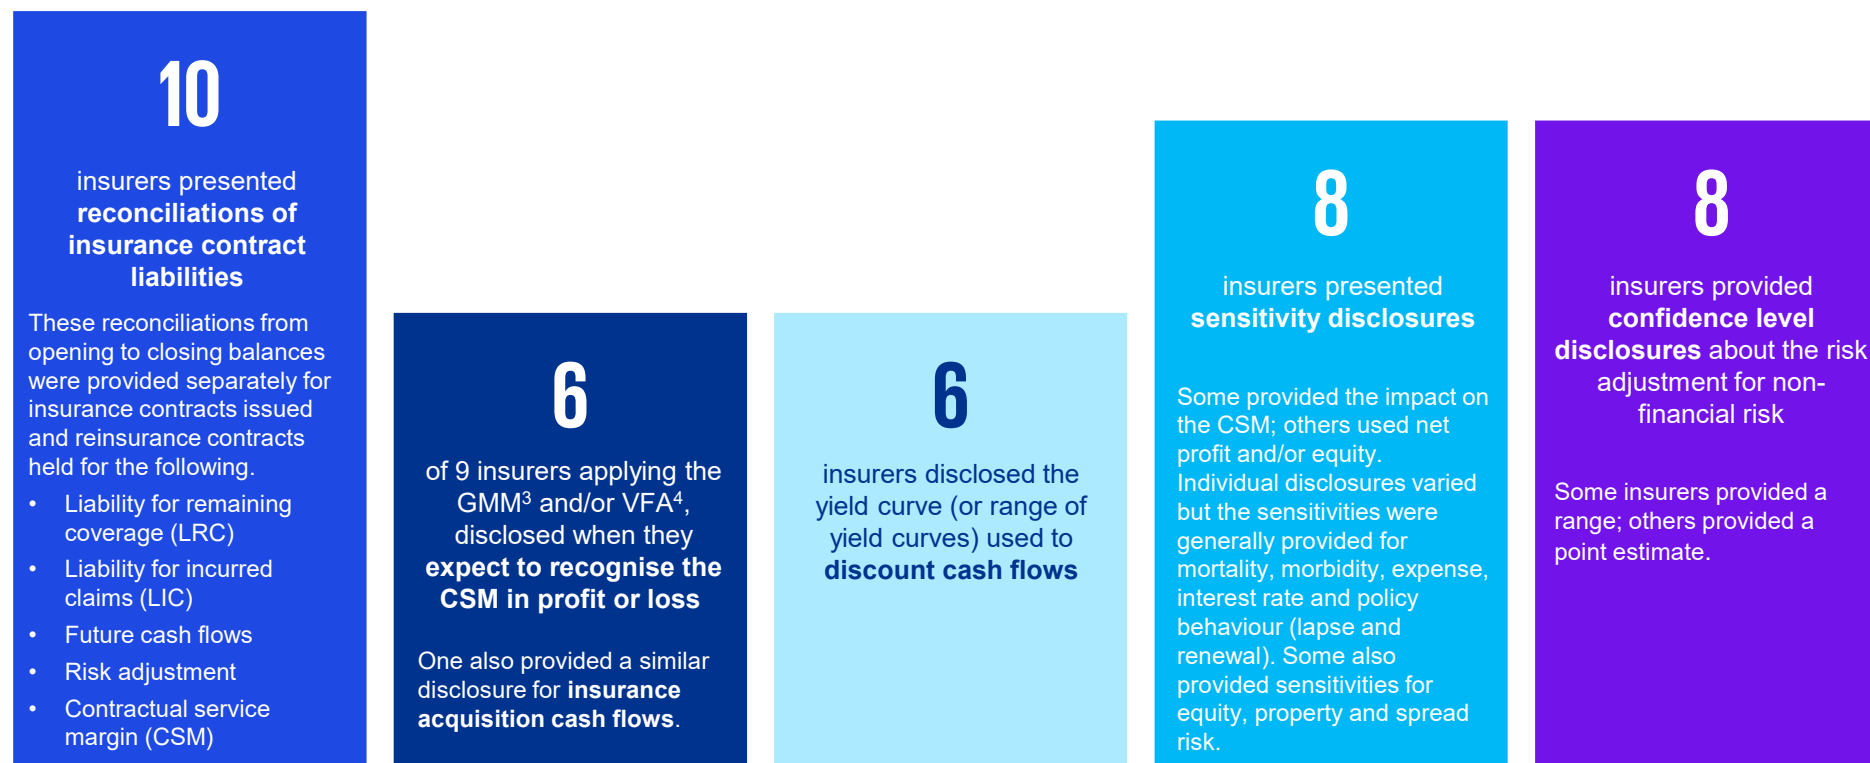 10
insurers presented
reconciliations of
insurance contract
liabilities
These reconciliations from
opening to closing balances
were provided separately for
insurance contracts issued
and reinsurance contracts
held for the following.
• Liability for remaining
coverage (LRC)
• Liability for incurred
claims (LIC)
• Future cash flows
• Risk adjustment
• Contractual service
margin (CSM)
6
of 9 insurers applying the
GMM³ and/or VFA⁴,
disclosed when they
expect to recognise the
CSM in profit or loss
One also provided a similar
disclosure for insurance
acquisition cash flows.
6
insurers disclosed the
yield curve (or range of
yield curves) used to
discount cash flows
8
insurers presented
sensitivity disclosures
Some provided the impact on
the CSM; others used net
profit and/or equity.
Individual disclosures varied
but the sensitivities were
generally provided for
mortality, morbidity, expense,
interest rate and policy
behaviour (lapse and
renewal). Some also
provided sensitivities for
equity, property and spread
risk.
8
insurers provided
confidence level
disclosures about the risk
adjustment for non-
financial risk
Some insurers provided a
range; others provided a
point estimate.